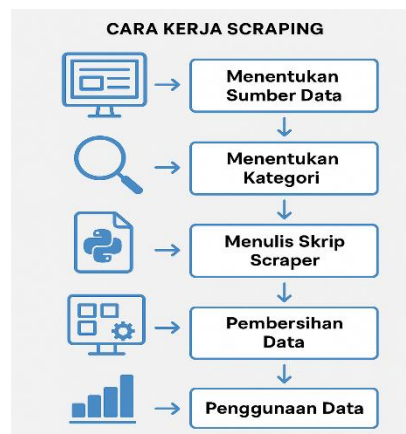 CARA KERJA SCRAPING
Menentukan
Sumber Data
Menentukan
Kategori
Menulis Skrip
Scraper
Pembersihan
Data
Penggunaan Data